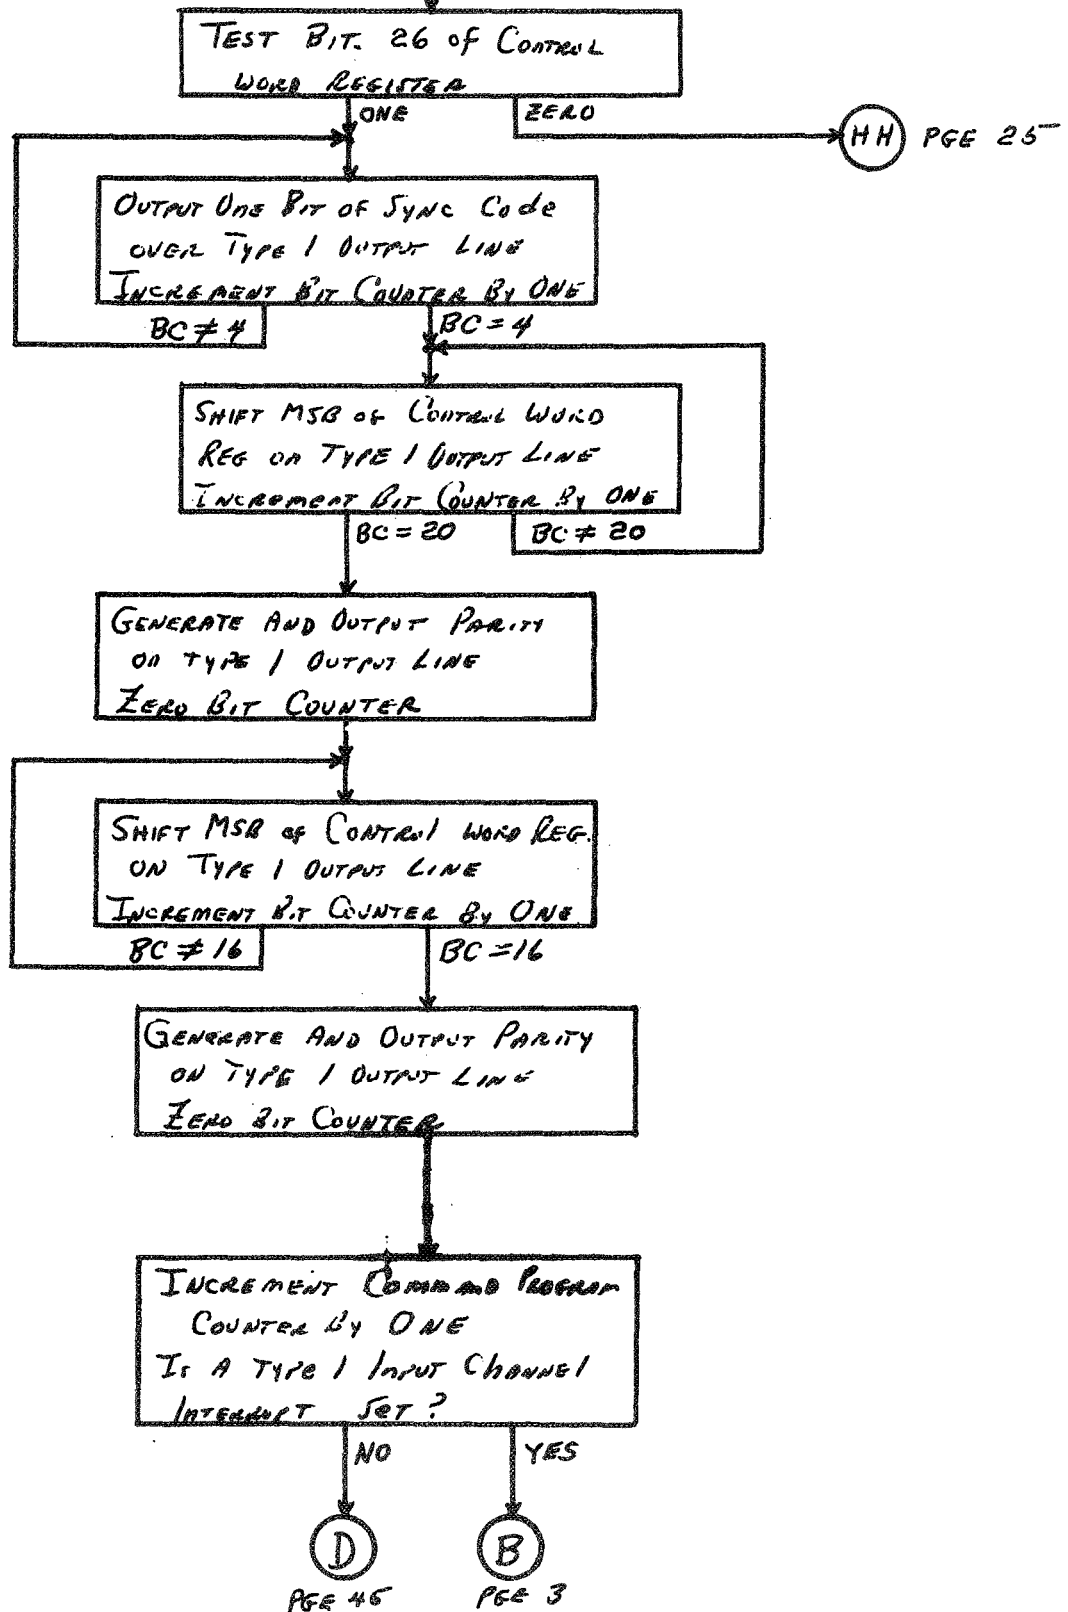 TEST BIT. 26 of CONTROL
WORD REGISTER
ONE
ZERO
HH PGE 25
OUTPUT ONE BIT OF SYNC Code
OVER TYPE 1 OUTPUT LINE
INCREMENT BIT COUNTER By ONE
BC ≠ 4
BC = 4
SHIFT MSB of CONTROL WORD
REG on TYPE 1 OUTPUT LINE
INCREMENT BIT COUNTER By ONE
BC = 20
BC ≠ 20
GENERATE AND OUTPUT PARITY
on TYPE 1 OUTPUT LINE
ZERO BIT COUNTER
SHIFT MSB of CONTROL WORD REG.
ON TYPE 1 OUTPUT LINE
INCREMENT BIT COUNTER By ONE
BC ≠ 16
BC = 16
GENERATE AND OUTPUT PARITY
ON TYPE 1 OUTPUT LINE
ZERO BIT COUNTER
INCREMENT COMMAND PROGRAM
COUNTER By ONE
Is A Type 1 Input Channel
INTERRUPT SET?
NO
YES
D
B
PGE 45
PGE 3